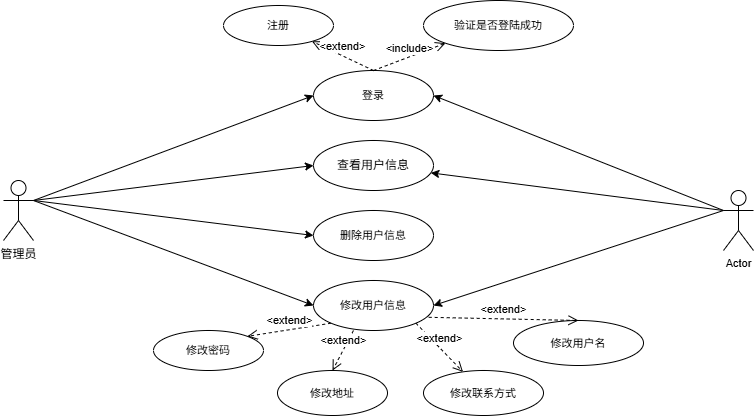 注册
验证是否登陆成功
<extend>
<include>
登录
查看用户信息
管理员
删除用户信息
Actor
修改用户信息
<extend>
<extend>
<extend>
<extend>
修改密码
修改用户名
修改地址
修改联系方式